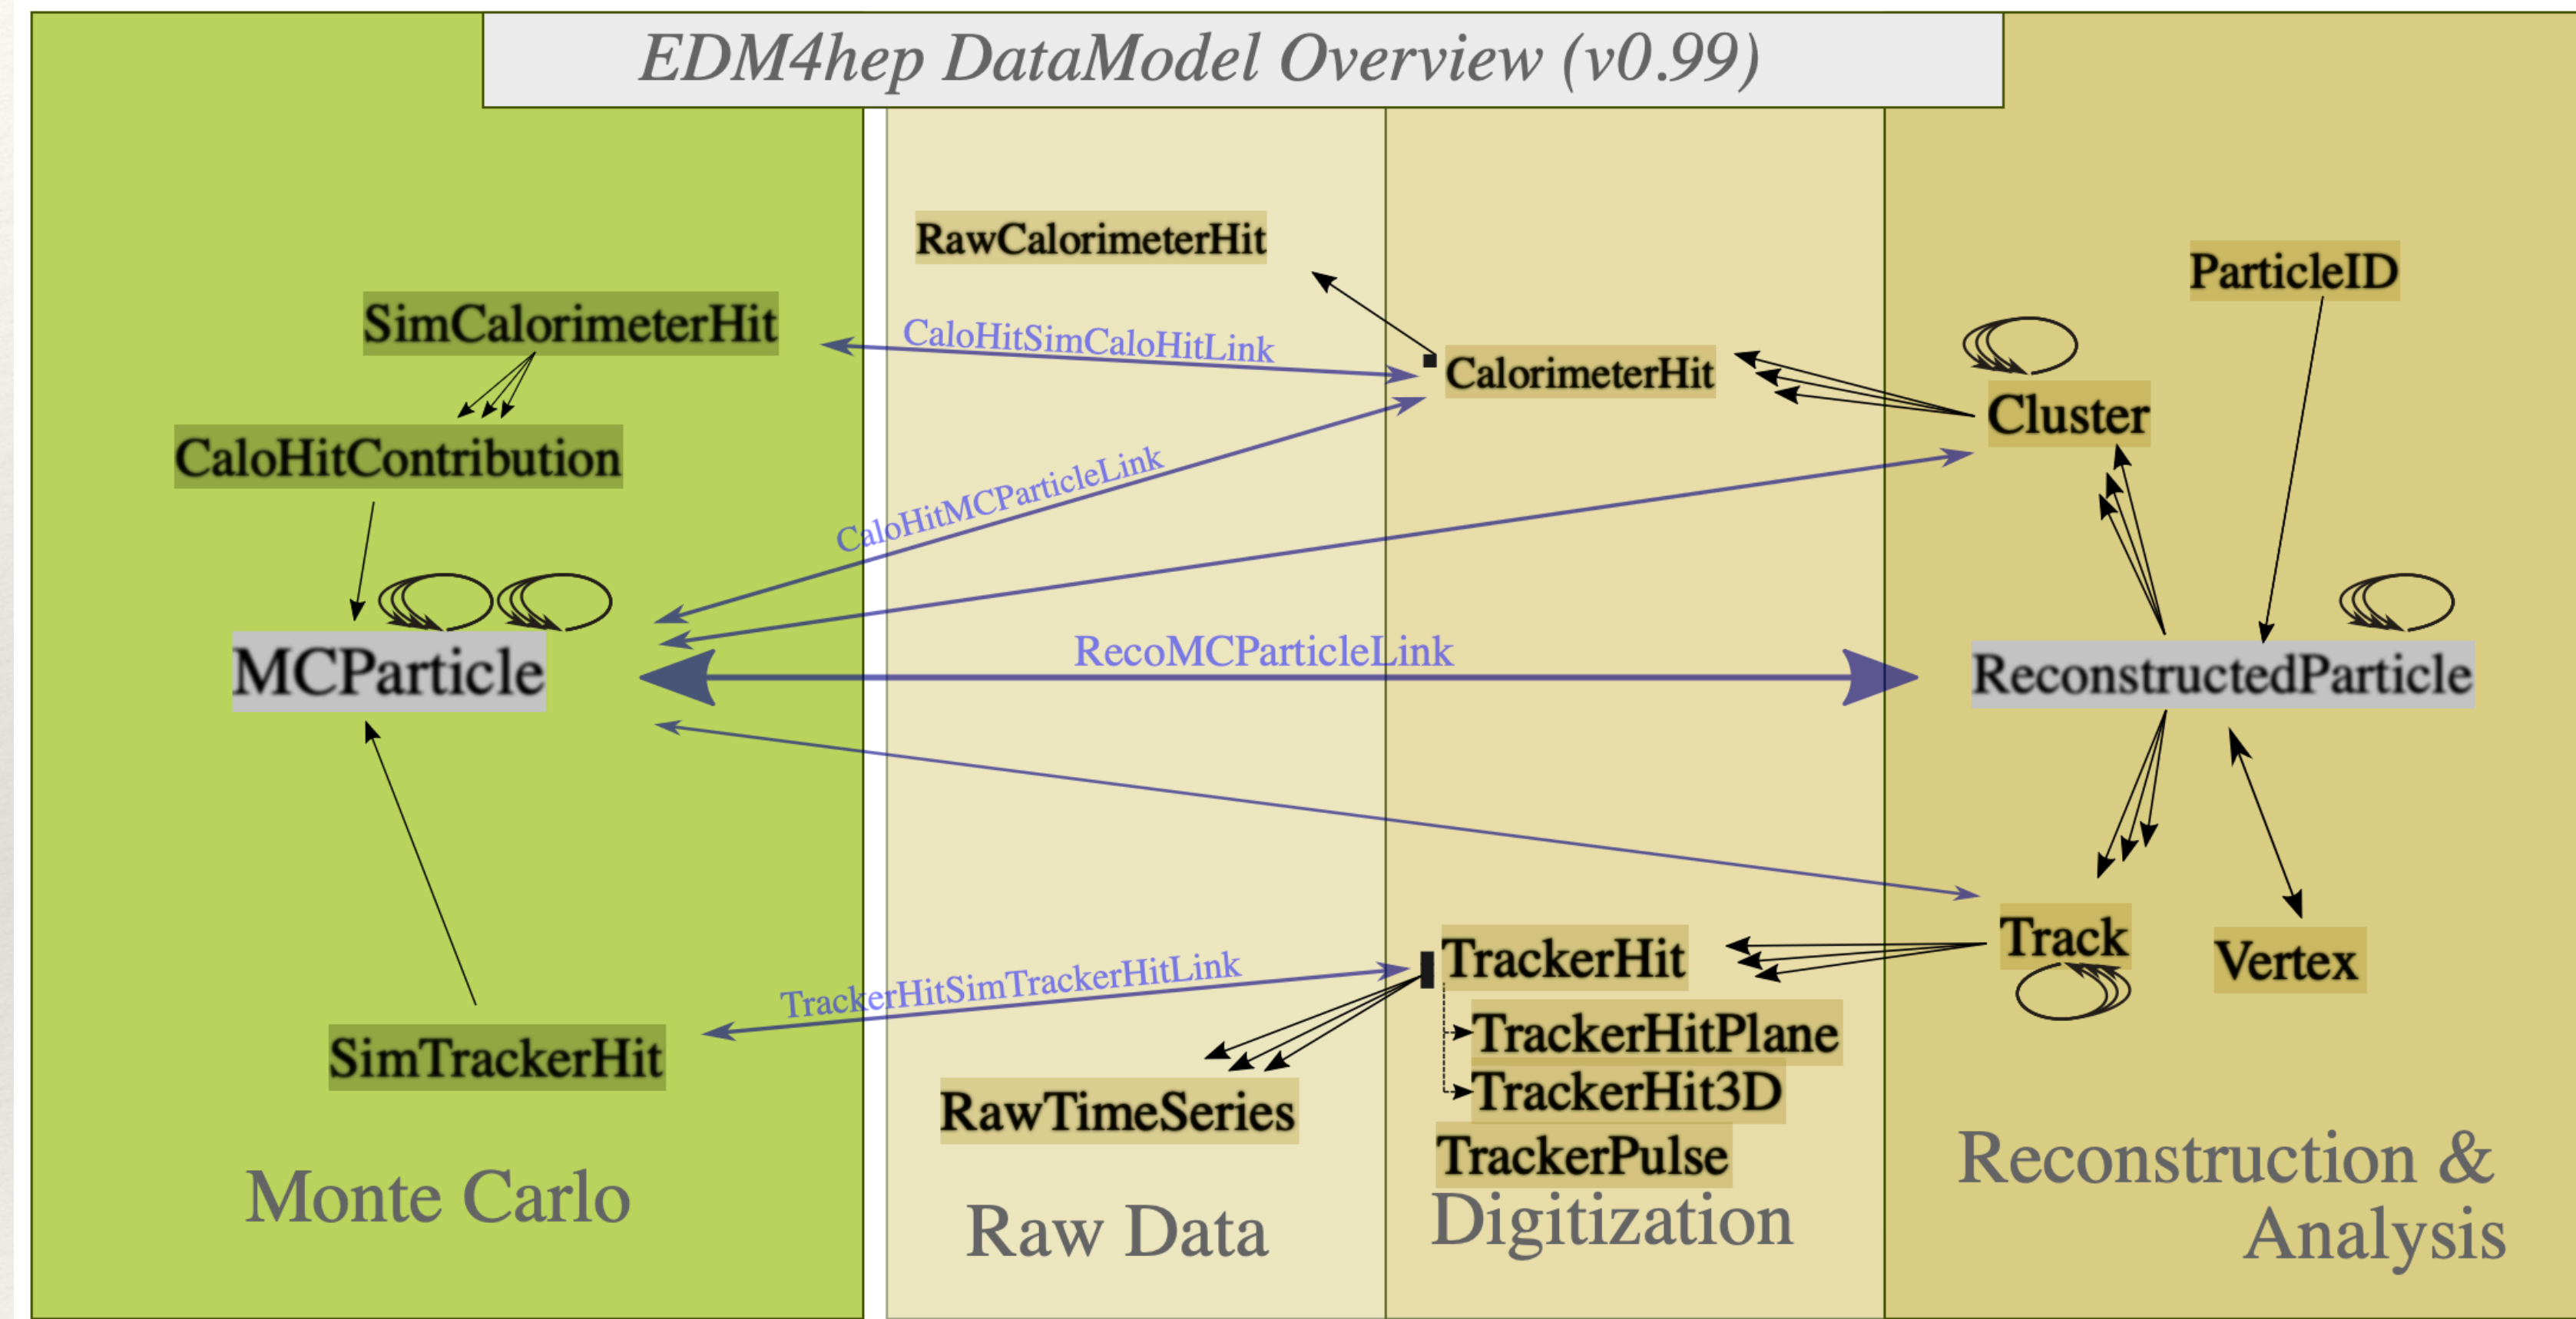 EDM4hep DataModel Overview (v0.99)
SimCalorimeterHit
CaloHitContribution
MCParticle
SimTrackerHit
Monte Carlo
RawCalorimeterHit
CaloHitSimCaloHitLink
CaloHitMCParticleLink
RecoMCParticleLink
TrackerHitSimTrackerHitLink
RawTimeSeries
Raw Data
CalorimeterHit
TrackerHit
TrackerHitPlane
TrackerHit3D
TrackerPulse
Digitization
ParticleID
Cluster
ReconstructedParticle
Track
Vertex
Reconstruction &
Analysis